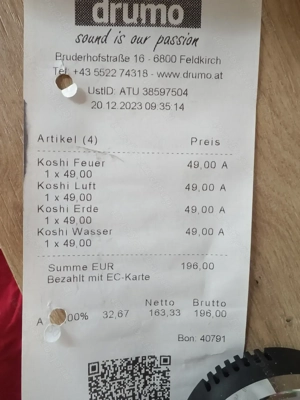 drumo
sound is our passion
Bruderhofstraße 16 - 6800 Feldkirch
Tel. +43 5522 74318 - www.drumo.at
UstID: ATU 38597504
20.12.2023 09:35:14
Artikel (4) Preis
Koshi Feuer 49,00 A
1 x 49,00
Koshi Luft 49,00 A
1 x 49,00
Koshi Erde 49,00 A
1 x 49,00
Koshi Wasser 49,00 A
1 x 49,00
Summe EUR 196,00
Bezahlt mit EC-Karte
Netto Brutto
A ,00% 32,67 163,33 196,00
Bon: 40791